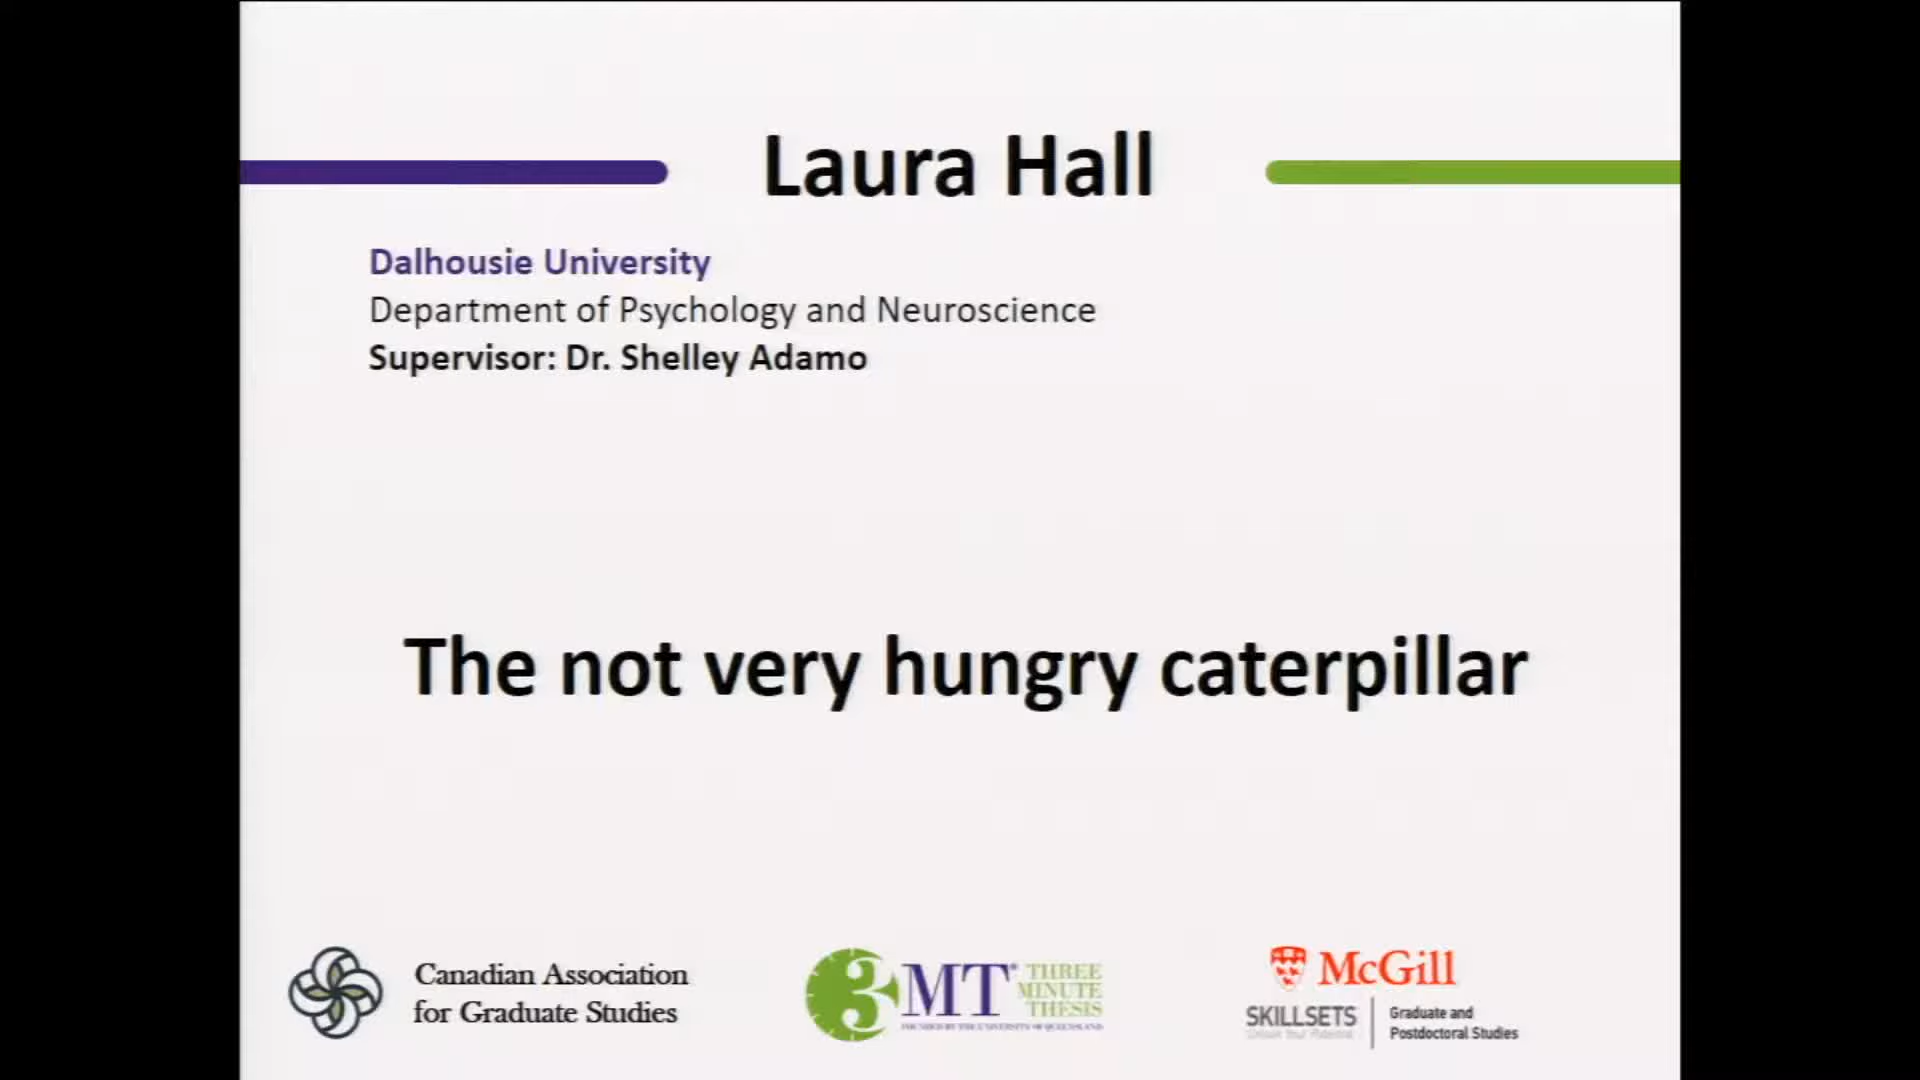 Laura Hall
Dalhousie University
Department of Psychology and Neuroscience
Supervisor: Dr. Shelley Adamo
The not very hungry caterpillar
Canadian Association
for Graduate Studies
3MT® THREE
MINUTE
THESIS
FOUNDED BY THE UNIVERSITY OF QUEENSLAND
McGill
SKILLSETS
Graduate and
Postdoctoral Studies